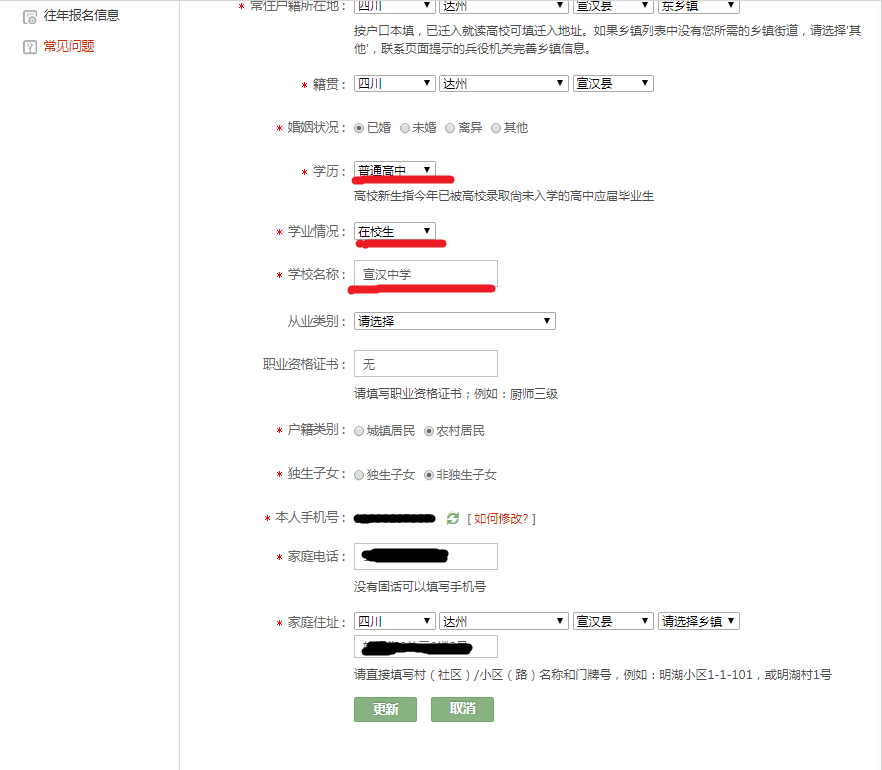 往年报名信息
常见问题
* 常住户籍所在地： 四川 达州 宣汉县 东乡镇
按户口本填，已迁入就读高校可填迁入地址。如果乡镇列表中没有您所需的乡镇街道，请选择'其
他'，联系页面提示的兵役机关完善乡镇信息。
* 籍贯： 四川 达州 宣汉县
* 婚姻状况： 已婚 未婚 离异 其他
* 学历： 普通高中
高校新生指今年已被高校录取尚未入学的高中应届毕业生
* 学业情况： 在校生
* 学校名称： 宣汉中学
从业类别： 请选择
职业资格证书： 无
请填写职业资格证书；例如：厨师三级
* 户籍类别： 城镇居民 农村居民
* 独生子女： 独生子女 非独生子女
* 本人手机号： [ 如何修改? ]
* 家庭电话：
没有固话可以填写手机号
* 家庭住址： 四川 达州 宣汉县 请选择乡镇
请直接填写村（社区）/小区（路）名称和门牌号，例如：明湖小区1-1-101，或明湖村1号
更新 取消